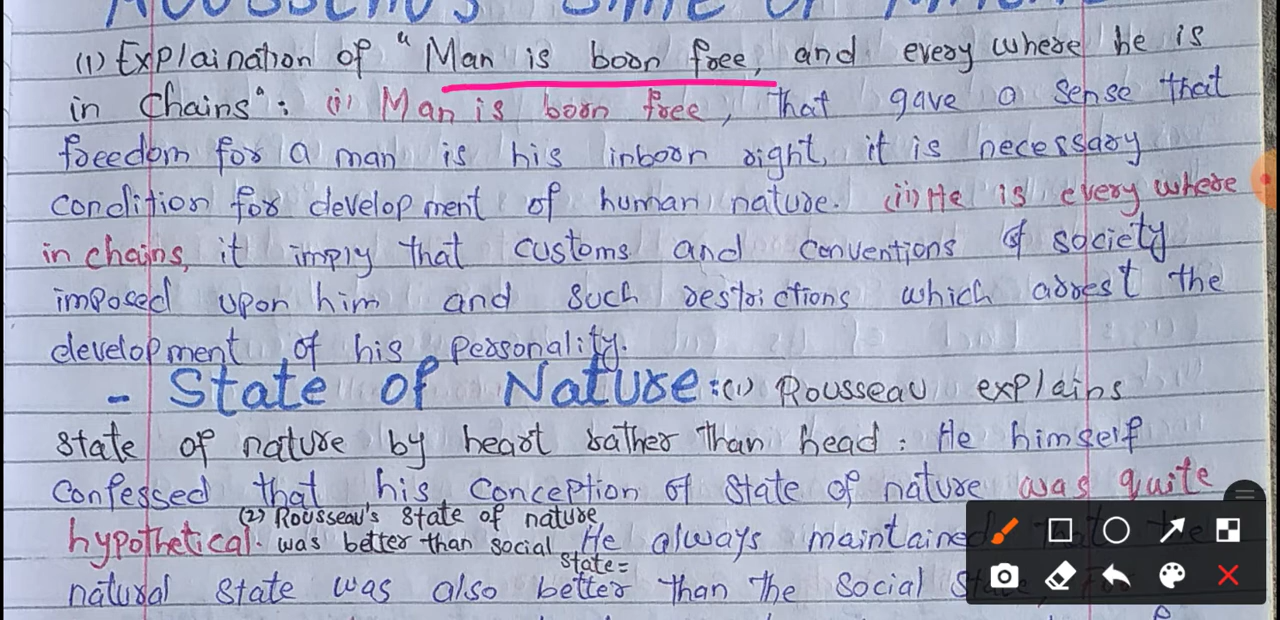 (1) Explaination of "Man is born free, and every where he is
in Chains": (i) Man is born free, that gave a sense that
freedom for a man is his inborn right, it is necessary
condition for development of human nature. (ii) He is every where
in chains, it imply that customs and conventions of society
imposed upon him and such restrictions which arrest the
development of his personality.
- State of Nature :(1) Rousseau explains
state of nature by heart rather than head: He himself
confessed that his conception of state of nature was quite
(2) Rousseau's state of nature
hypothetical. was better than social He always maintained
state=
natural state was also better than the social